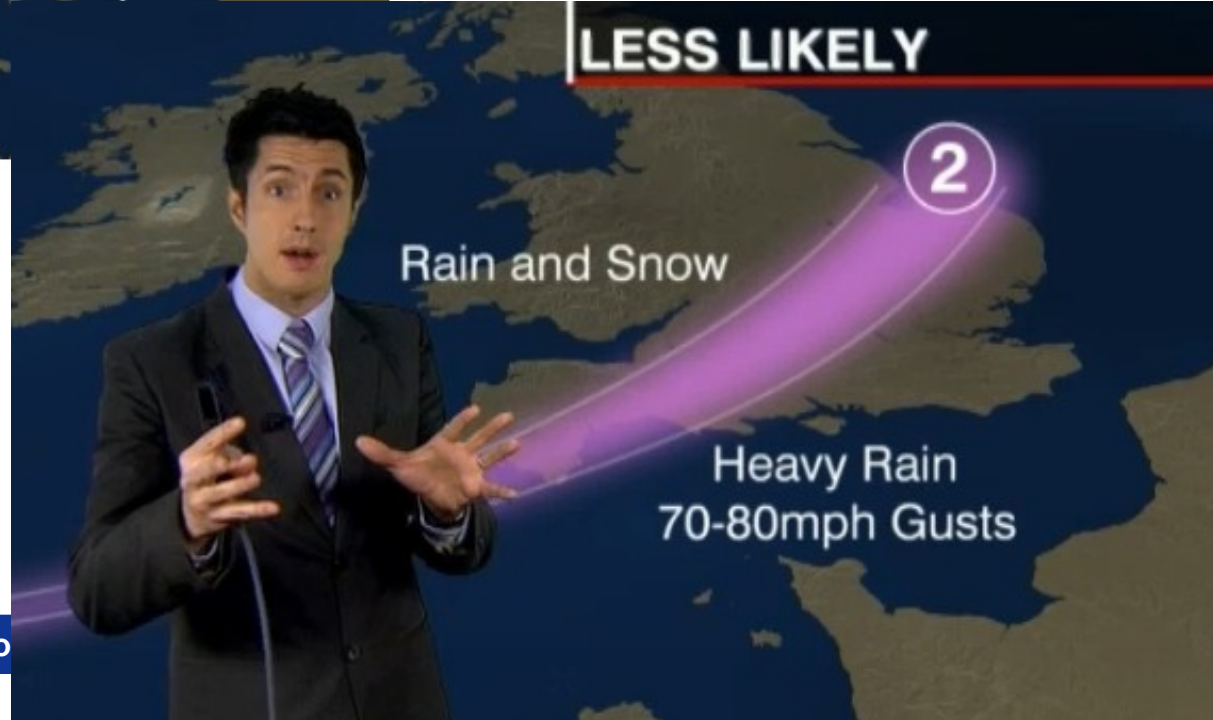 LESS LIKELY
2
Rain and Snow
Heavy Rain
70-80mph Gusts